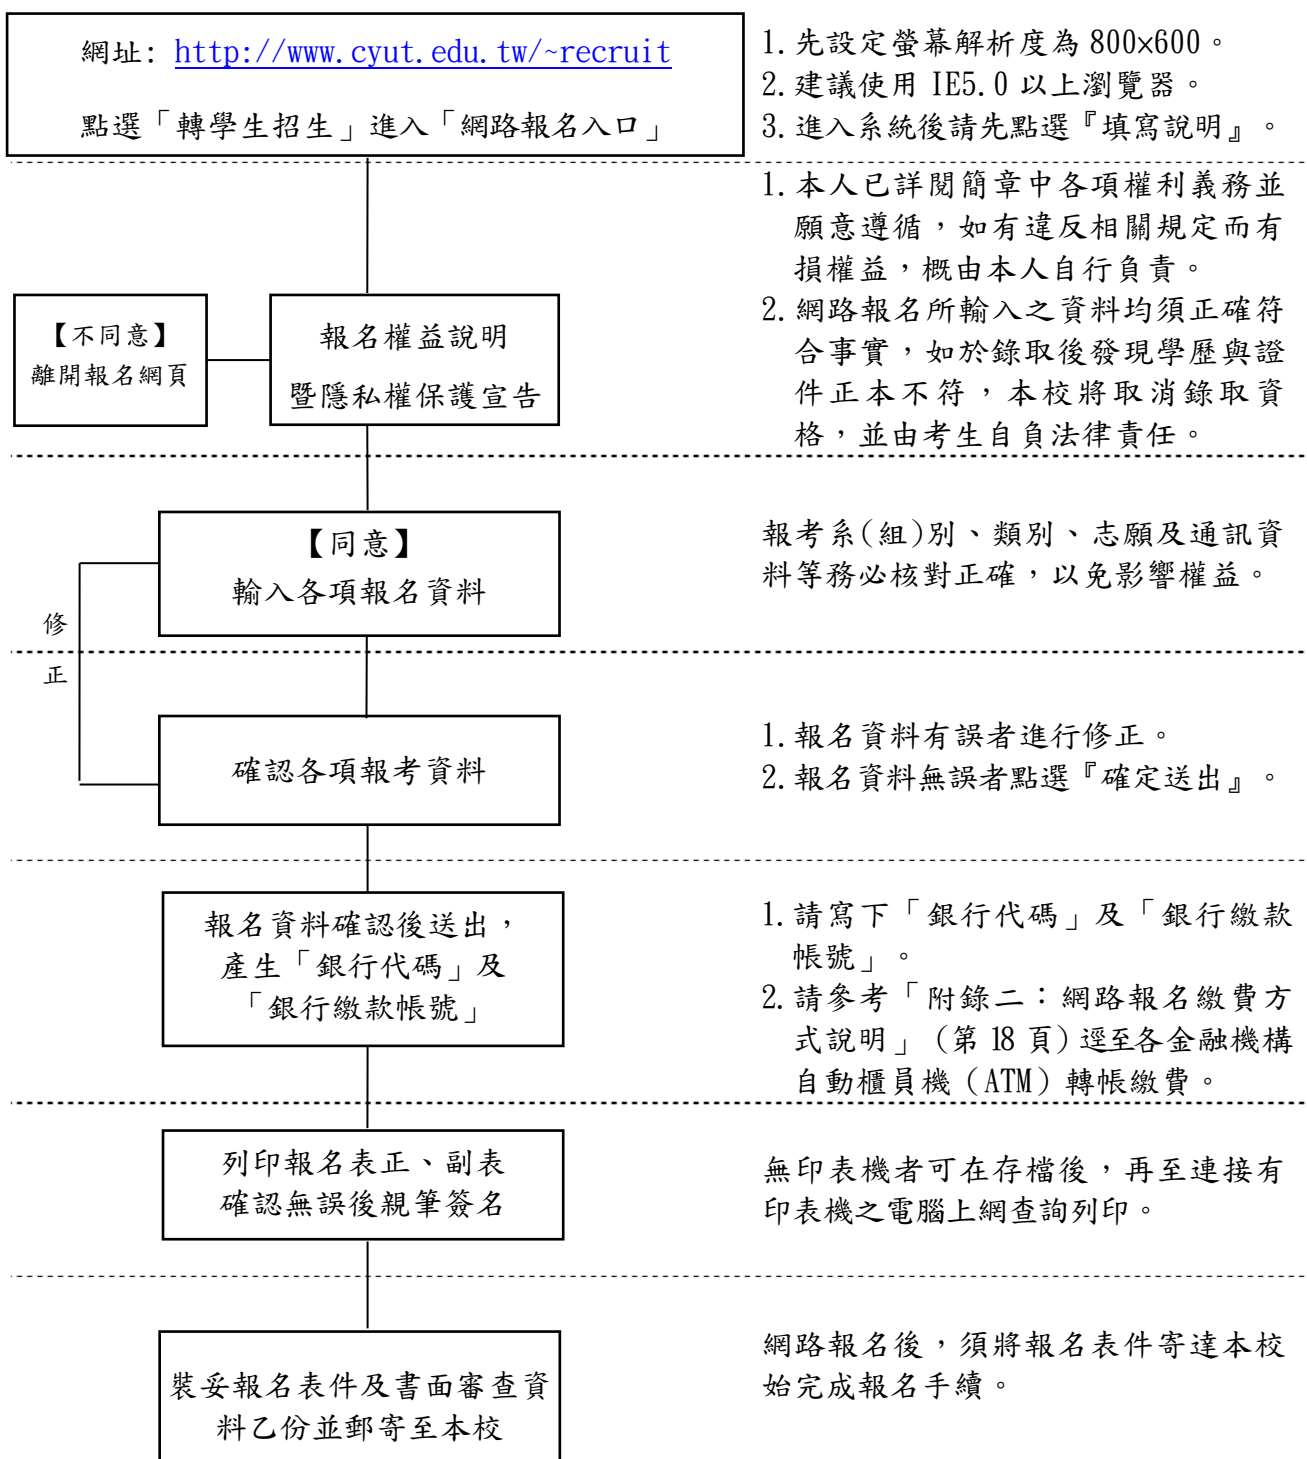 網址: http://www.cyut.edu.tw/~recruit
點選「轉學生招生」進入「網路報名入口」
1.先設定螢幕解析度為 800×600。
2.建議使用 IE5.0 以上瀏覽器。
3.進入系統後請先點選『填寫說明』。
【不同意】
離開報名網頁
報名權益說明
暨隱私權保護宣告
1.本人已詳閱簡章中各項權利義務並
願意遵循，如有違反相關規定而有
損權益，概由本人自行負責。
2.網路報名所輸入之資料均須正確符
合事實，如於錄取後發現學歷與證
件正本不符，本校將取消錄取資
格，並由考生自負法律責任。
【同意】
輸入各項報名資料
報考系(組)別、類別、志願及通訊資
料等務必核對正確，以免影響權益。
修
正
確認各項報考資料
1.報名資料有誤者進行修正。
2.報名資料無誤者點選『確定送出』。
報名資料確認後送出，
產生「銀行代碼」及
「銀行繳款帳號」
1.請寫下「銀行代碼」及「銀行繳款
帳號」。
2.請參考「附錄二：網路報名繳費方
式說明」(第 18 頁)逕至各金融機構
自動櫃員機（ATM）轉帳繳費。
列印報名表正、副表
確認無誤後親筆簽名
無印表機者可在存檔後，再至連接有
印表機之電腦上網查詢列印。
裝妥報名表件及書面審查資
料乙份並郵寄至本校
網路報名後，須將報名表件寄達本校
始完成報名手續。